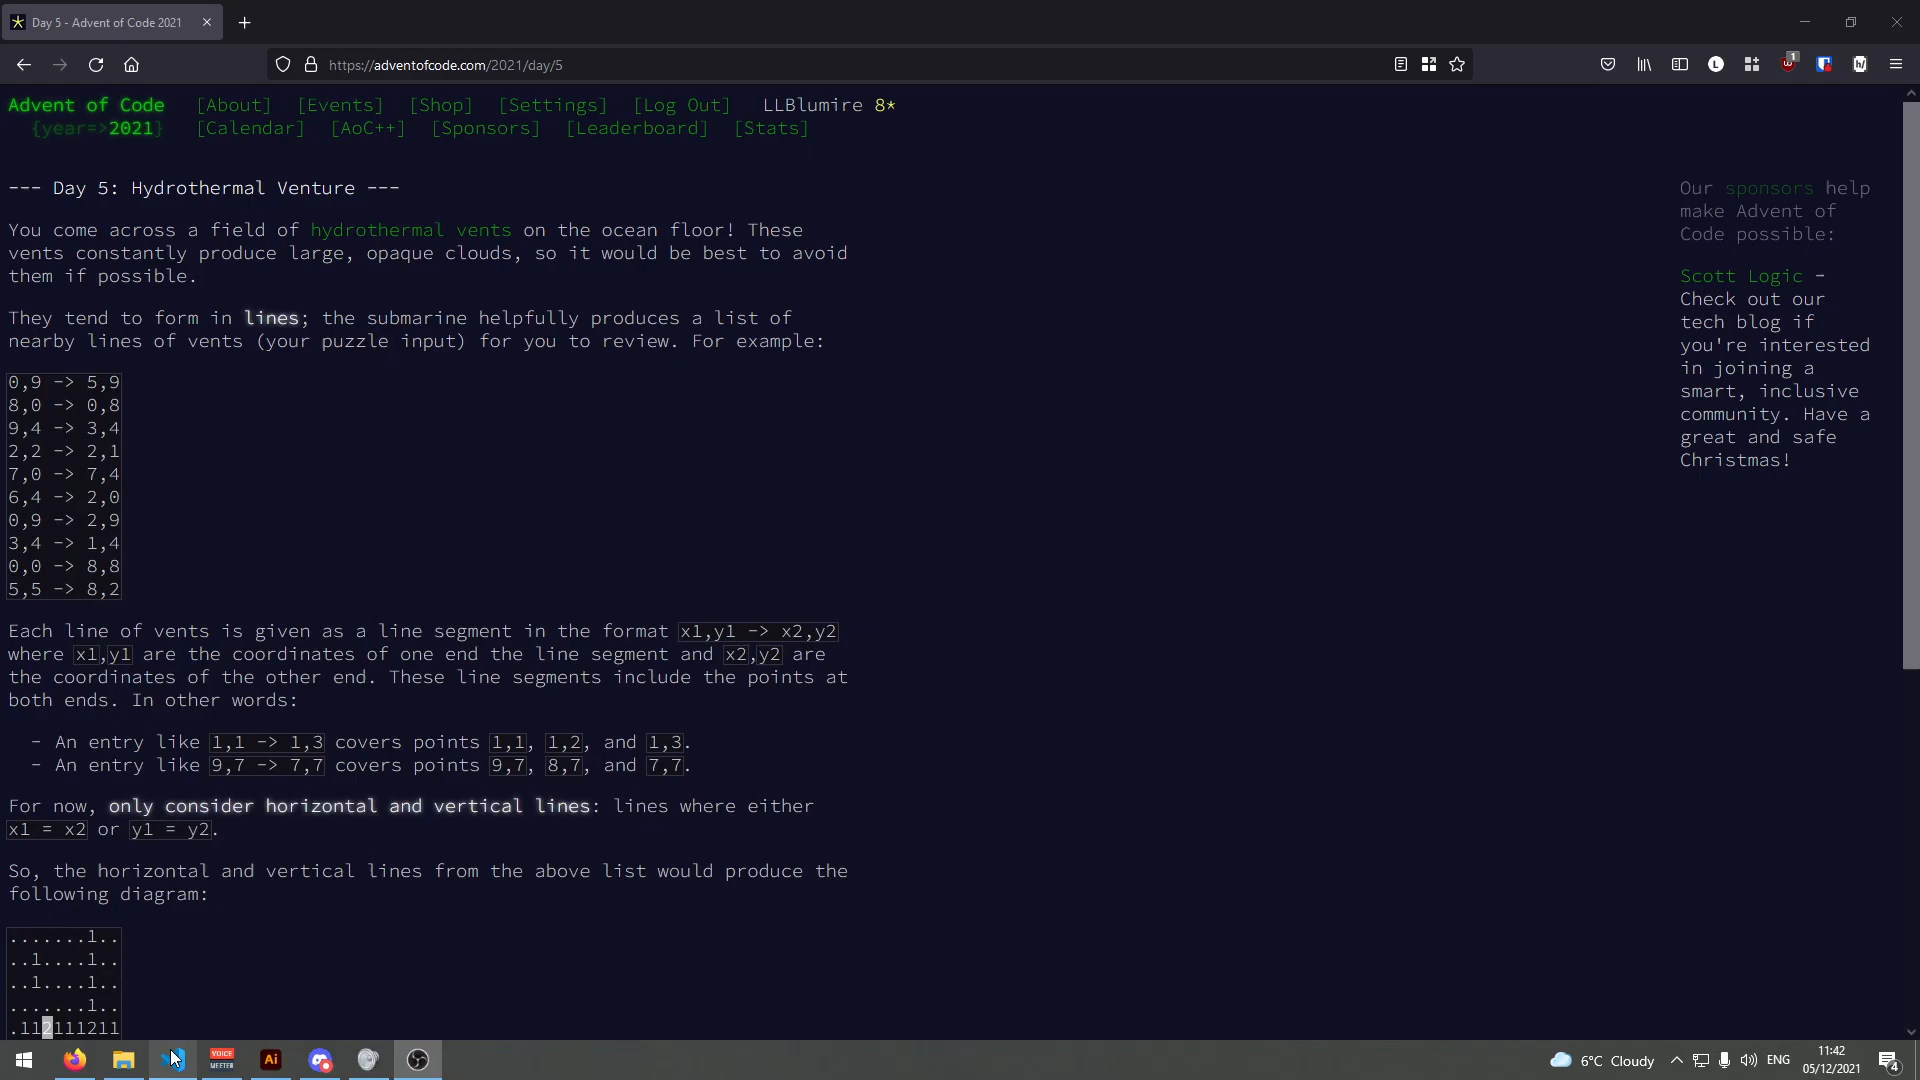 Day 5 - Advent of Code 2021
https://adventofcode.com/2021/day/5
1
Advent of Code [About] [Events] [Shop] [Settings] [Log Out] LLBlumire 8*
{year=>2021} [Calendar] [AoC++] [Sponsors] [Leaderboard] [Stats]
--- Day 5: Hydrothermal Venture ---
You come across a field of hydrothermal vents on the ocean floor! These
vents constantly produce large, opaque clouds, so it would be best to avoid
them if possible.
They tend to form in lines; the submarine helpfully produces a list of
nearby lines of vents (your puzzle input) for you to review. For example:
0,9 -> 5,9
8,0 -> 0,8
9,4 -> 3,4
2,2 -> 2,1
7,0 -> 7,4
6,4 -> 2,0
0,9 -> 2,9
3,4 -> 1,4
0,0 -> 8,8
5,5 -> 8,2
Each line of vents is given as a line segment in the format x1,y1 -> x2,y2
where x1,y1 are the coordinates of one end the line segment and x2,y2 are
the coordinates of the other end. These line segments include the points at
both ends. In other words:
- An entry like 1,1 -> 1,3 covers points 1,1, 1,2, and 1,3.
- An entry like 9,7 -> 7,7 covers points 9,7, 8,7, and 7,7.
For now, only consider horizontal and vertical lines: lines where either
x1 = x2 or y1 = y2.
So, the horizontal and vertical lines from the above list would produce the
following diagram:
.......1..
..1....1..
..1....1..
.......1..
.112111211
Our sponsors help
make Advent of
Code possible:
Scott Logic -
Check out our
tech blog if
you're interested
in joining a
smart, inclusive
community. Have a
great and safe
Christmas!
VOICE
MEETER
Ai
6°C Cloudy
ENG
11:42
05/12/2021
4